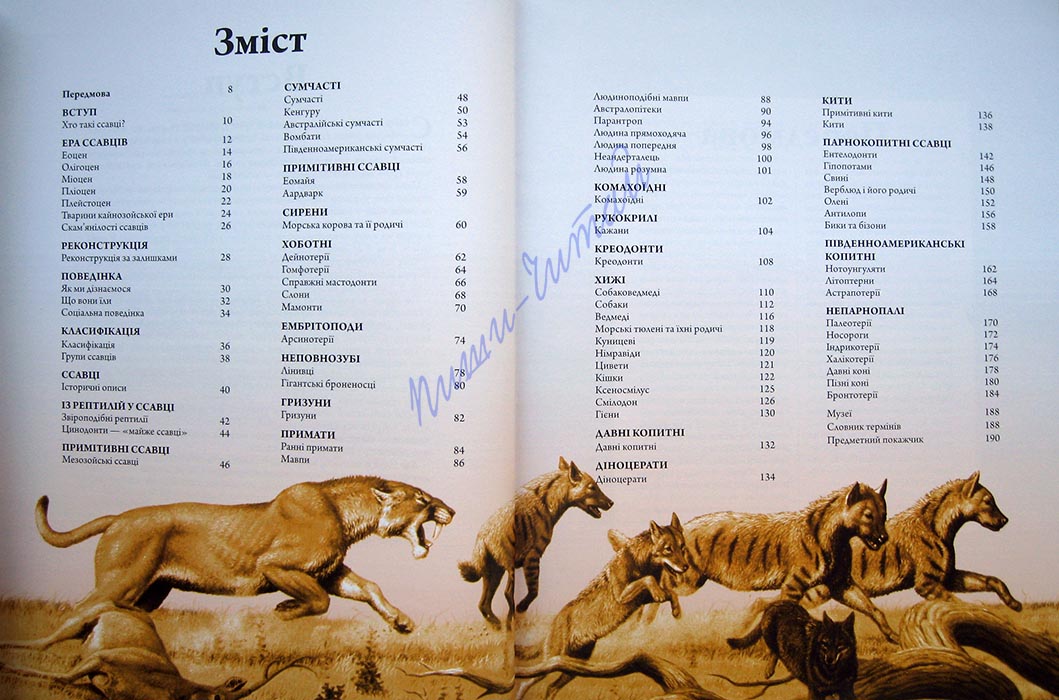 Зміст
Передмова 8
ВСТУП
Хто такі ссавці? 10
ЕРА ССАВЦІВ 12
Еоцен 14
Олігоцен 16
Міоцен 18
Пліоцен 20
Плейстоцен 22
Тварини кайнозойської ери 24
Скам'янілості ссавців 26
РЕКОНСТРУКЦІЯ
Реконструкція за залишками 28
ПОВЕДІНКА
Як ми дізнаємося 30
Що вони їли 32
Соціальна поведінка 34
КЛАСИФІКАЦІЯ
Класифікація 36
Групи ссавців 38
ССАВЦІ
Історичні описи 40
ІЗ РЕПТИЛІЙ У ССАВЦІ
Звіроподібні рептилії 42
Цинодонти — «майже ссавці» 44
ПРИМІТИВНІ ССАВЦІ
Мезозойські ссавці 46
СУМЧАСТІ
Сумчасті 48
Кенгуру 50
Австралійські сумчасті 53
Вомбати 54
Південноамериканські сумчасті 56
ПРИМІТИВНІ ССАВЦІ
Еомайя 58
Аардварк 59
СИРЕНИ
Морська корова та її родичі 60
ХОБОТНІ
Дейнотерії 62
Гомфотерії 64
Справжні мастодонти 66
Слони 68
Мамонти 70
ЕМБРІТОПОДИ
Арсинотерії 74
НЕПОВНОЗУБІ
Лінивці 78
Гігантські броненосці 80
ГРИЗУНИ
Гризуни 82
ПРИМАТИ
Ранні примати 84
Мавпи 86
Людиноподібні мавпи 88
Австралопітеки 90
Парантроп 94
Людина прямоходяча 96
Людина попередня 98
Неандерталець 100
Людина розумна 101
КОМАХОЇДНІ
Комахоїдні 102
РУКОКРИЛІ
Кажани 104
КРЕОДОНТИ
Креодонти 108
ХИЖІ
Собаковедмеді 110
Собаки 112
Ведмеді 116
Морські тюлені та їхні родичі 118
Куницеві 119
Німравіди 120
Цивети 121
Кішки 122
Ксеносмілус 125
Смілодон 126
Гієни 130
ДАВНІ КОПИТНІ
Давні копитні 132
ДІНОЦЕРАТИ
Діноцерати 134
КИТИ
Примітивні кити 136
Кити 138
ПАРНОКОПИТНІ ССАВЦІ
Ентелодонти 142
Гіпопотами 146
Свині 148
Верблюд і його родичі 150
Олені 152
Антилопи 156
Бики та бізони 158
ПІВДЕННОАМЕРИКАНСЬКІ
КОПИТНІ
Нотоунгуляти 162
Літоптерни 164
Астрапотерії 168
НЕПАРНОПАЛІ
Палеотерії 170
Носороги 172
Індрикотерії 174
Халікотерії 176
Давні коні 178
Пізні коні 180
Бронтотерії 184
Музеї 188
Словник термінів 188
Предметний покажчик 190
пиши-читай